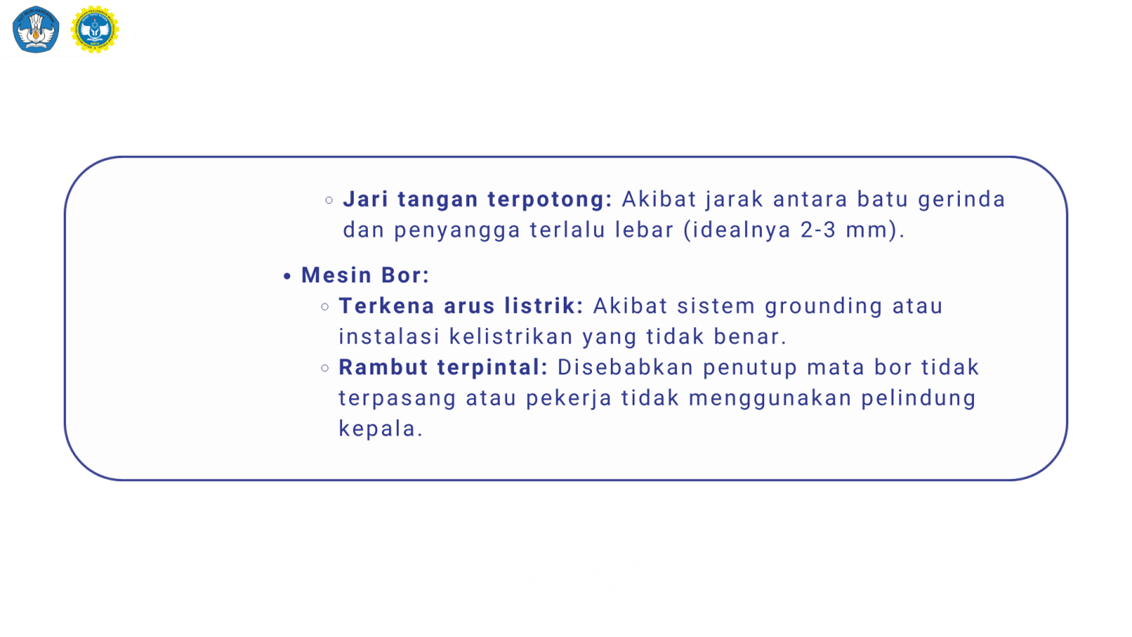 Jari tangan terpotong: Akibat jarak antara batu gerinda
dan penyangga terlalu lebar (idealnya 2-3 mm).
Mesin Bor:
Terkena arus listrik: Akibat sistem grounding atau
instalasi kelistrikan yang tidak benar.
Rambut terpintal: Disebabkan penutup mata bor tidak
terpasang atau pekerja tidak menggunakan pelindung
kepala.